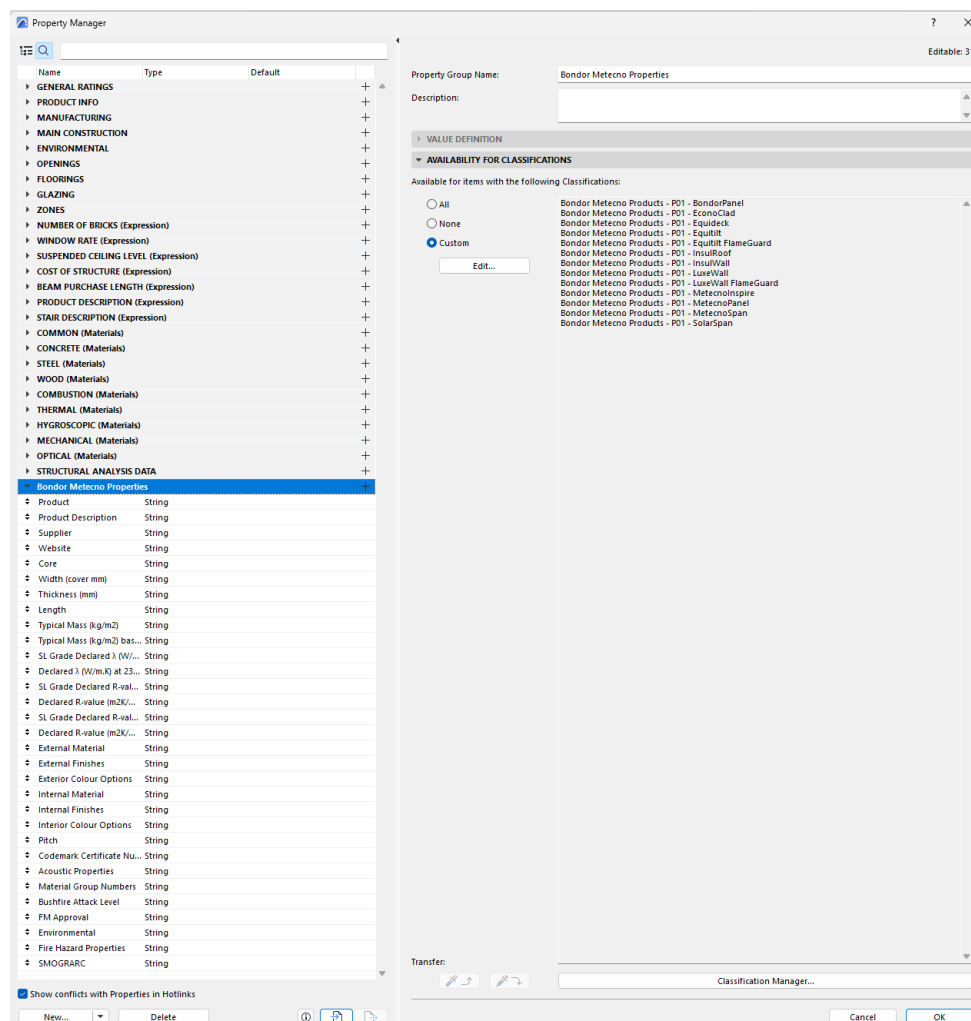 Property Manager
?
Editable: 3
Name Type Default
GENERAL RATINGS
PRODUCT INFO
MANUFACTURING
MAIN CONSTRUCTION
ENVIRONMENTAL
OPENINGS
FLOORINGS
GLAZING
ZONES
NUMBER OF BRICKS (Expression)
WINDOW RATE (Expression)
SUSPENDED CEILING LEVEL (Expression)
COST OF STRUCTURE (Expression)
BEAM PURCHASE LENGTH (Expression)
PRODUCT DESCRIPTION (Expression)
STAIR DESCRIPTION (Expression)
COMMON (Materials)
CONCRETE (Materials)
STEEL (Materials)
WOOD (Materials)
COMBUSTION (Materials)
THERMAL (Materials)
HYGROSCOPIC (Materials)
MECHANICAL (Materials)
OPTICAL (Materials)
STRUCTURAL ANALYSIS DATA
Bondor Metecno Properties
Product String
Product Description String
Supplier String
Website String
Core String
Width (cover mm) String
Thickness (mm) String
Length String
Typical Mass (kg/m2) String
Typical Mass (kg/m2) bas... String
SL Grade Declared λ (W/... String
Declared λ (W/m.K) at 23... String
SL Grade Declared R-val... String
Declared R-value (m2K/... String
SL Grade Declared R-val... String
Declared R-value (m2K/... String
External Material String
External Finishes String
Exterior Colour Options String
Internal Material String
Internal Finishes String
Interior Colour Options String
Pitch String
Codemark Certificate Nu... String
Acoustic Properties String
Material Group Numbers String
Bushfire Attack Level String
FM Approval String
Environmental String
Fire Hazard Properties String
SMOGRARC String
Show conflicts with Properties in Hotlinks
New... Delete
Property Group Name: Bondor Metecno Properties
Description:
VALUE DEFINITION
AVAILABILITY FOR CLASSIFICATIONS
Available for items with the following Classifications:
All
None
Custom
Edit...
Bondor Metecno Products - P01 - BondorPanel
Bondor Metecno Products - P01 - EconoClad
Bondor Metecno Products - P01 - Equideck
Bondor Metecno Products - P01 - Equitilt
Bondor Metecno Products - P01 - Equitilt FlameGuard
Bondor Metecno Products - P01 - InsulRoof
Bondor Metecno Products - P01 - InsulWall
Bondor Metecno Products - P01 - LuxeWall
Bondor Metecno Products - P01 - LuxeWall FlameGuard
Bondor Metecno Products - P01 - MetecnoInspire
Bondor Metecno Products - P01 - MetecnoPanel
Bondor Metecno Products - P01 - MetecnoSpan
Bondor Metecno Products - P01 - SolarSpan
Transfer:
Classification Manager...
Cancel OK